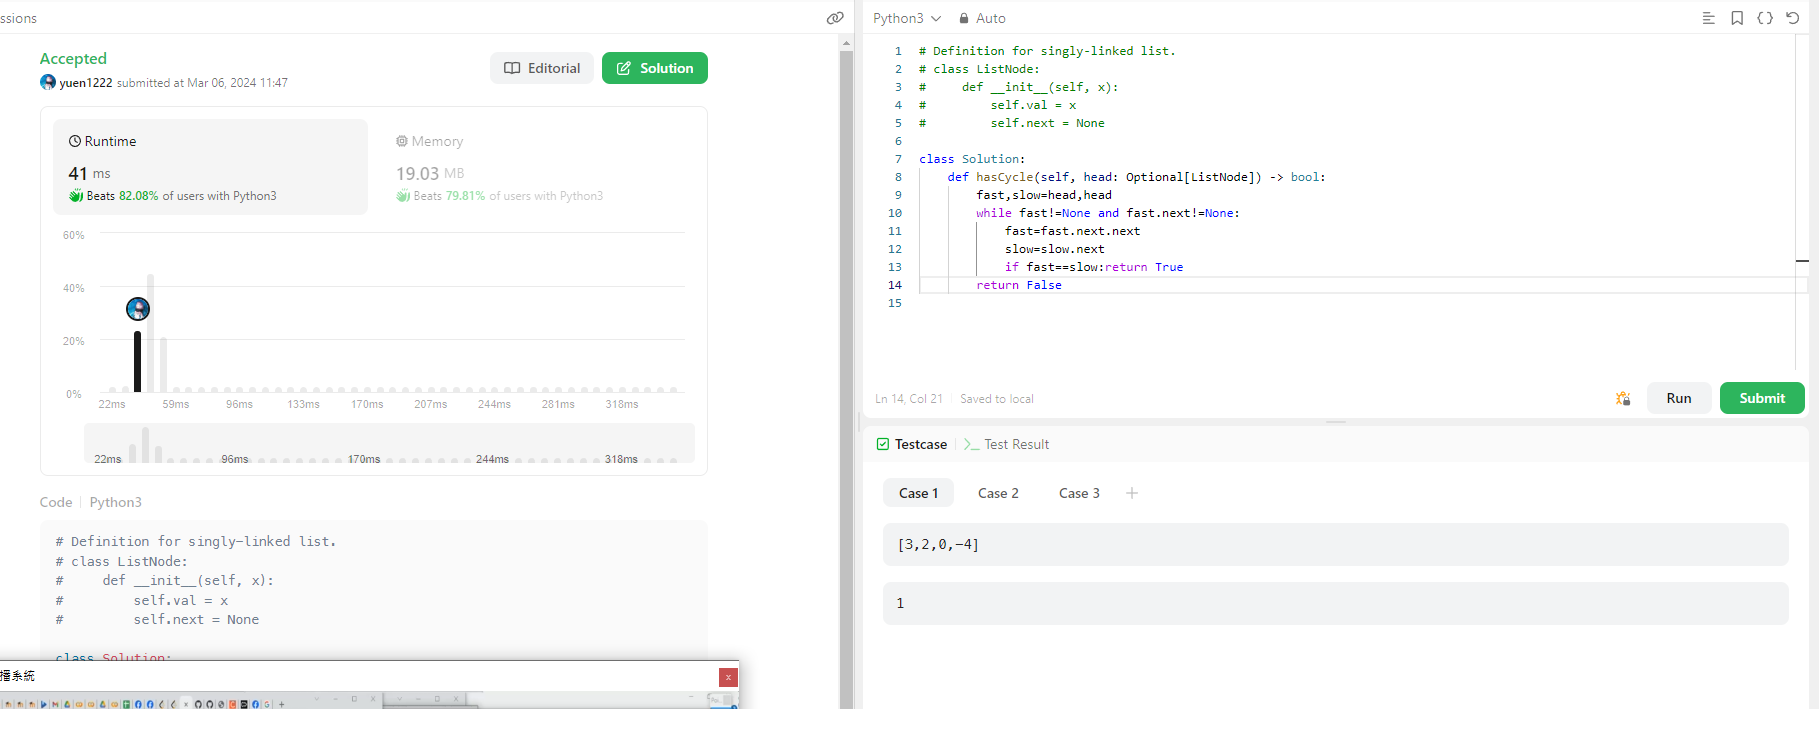 ssions
Accepted
yuen1222 submitted at Mar 06, 2024 11:47
Editorial
Solution
Runtime
41 ms
Beats 82.08% of users with Python3
Memory
19.03 MB
Beats 79.81% of users with Python3
60%
40%
20%
0%
22ms 59ms 96ms 133ms 170ms 207ms 244ms 281ms 318ms
22ms 96ms 170ms 244ms 318ms
Code Python3
# Definition for singly-linked list.
# class ListNode:
#     def __init__(self, x):
#         self.val = x
#         self.next = None
class Solution:
播系統
Python3 Auto
1 # Definition for singly-linked list.
2 # class ListNode:
3 #     def __init__(self, x):
4 #         self.val = x
5 #         self.next = None
6
7 class Solution:
8     def hasCycle(self, head: Optional[ListNode]) -> bool:
9         fast,slow=head,head
10         while fast!=None and fast.next!=None:
11             fast=fast.next.next
12             slow=slow.next
13             if fast==slow:return True
14         return False
15
Ln 14, Col 21 Saved to local
Run
Submit
Testcase
Test Result
Case 1 Case 2 Case 3 +
[3,2,0,-4]
1